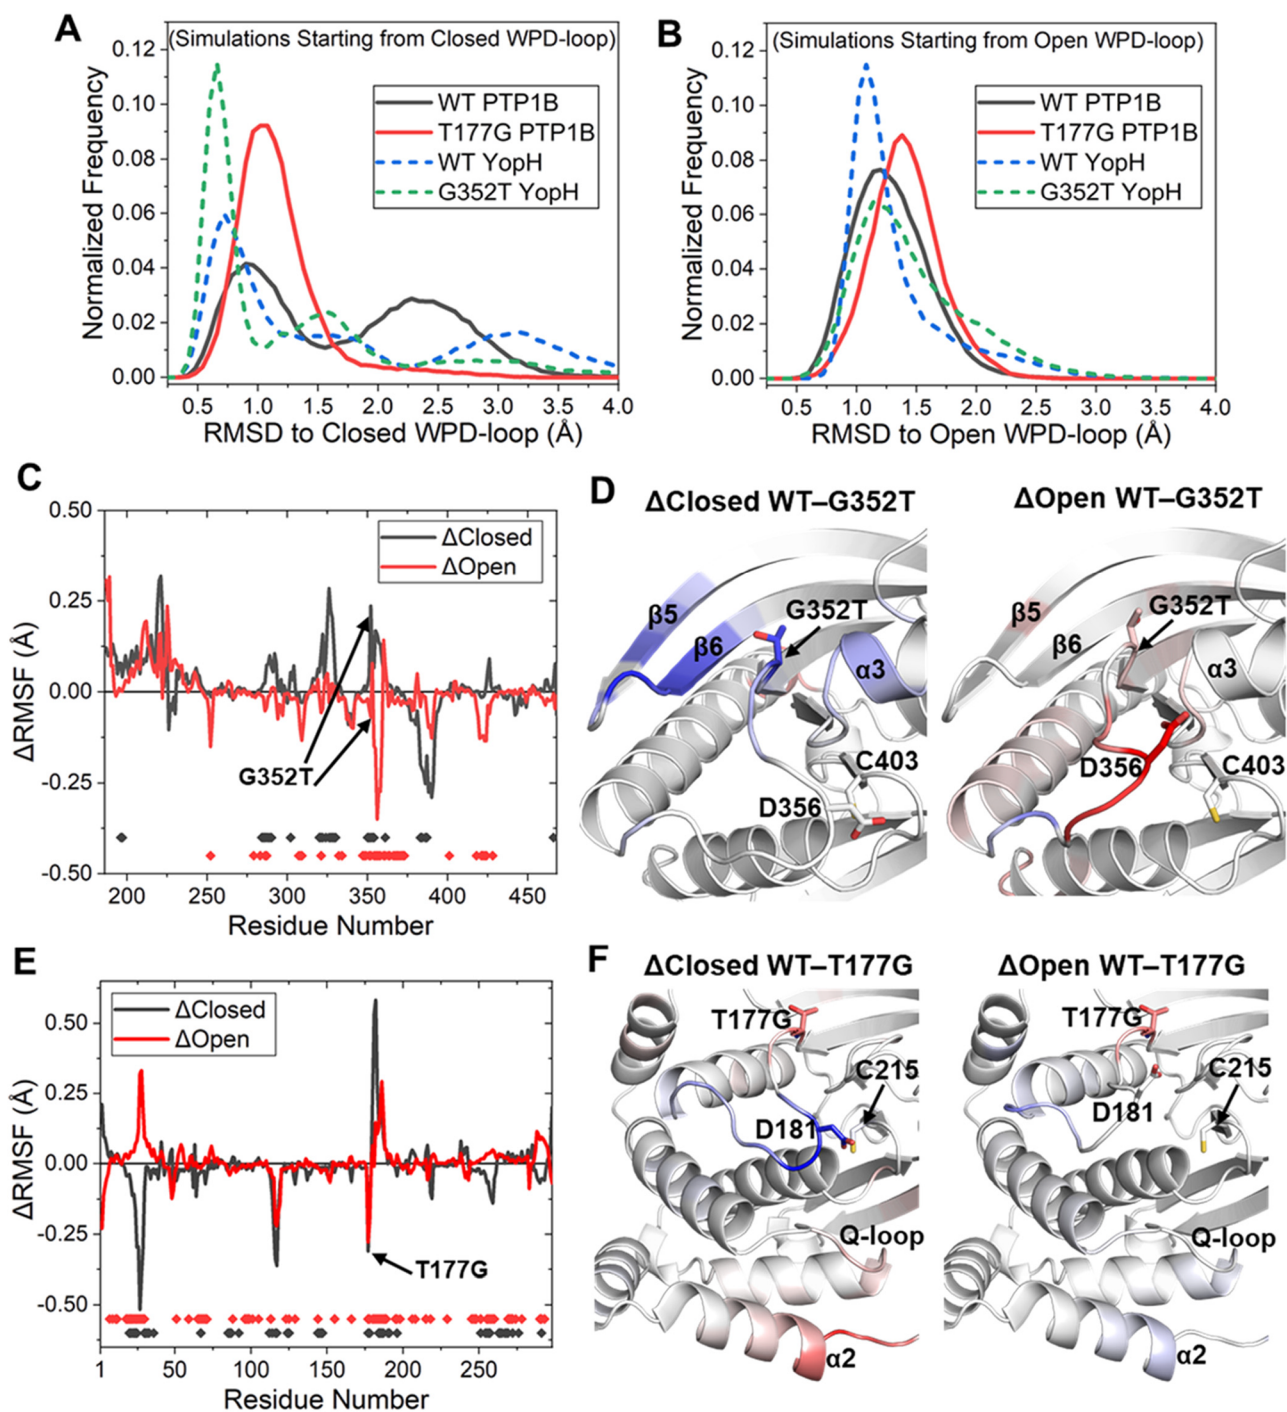 A
(Simulations Starting from Closed WPD-loop)
WT PTP1B
T177G PTP1B
WT YopH
G352T YopH
Normalized Frequency
0.12
0.10
0.08
0.06
0.04
0.02
0.00
0.5 1.0 1.5 2.0 2.5 3.0 3.5 4.0
RMSD to Closed WPD-loop (Å)
B
(Simulations Starting from Open WPD-loop)
WT PTP1B
T177G PTP1B
WT YopH
G352T YopH
Normalized Frequency
0.12
0.10
0.08
0.06
0.04
0.02
0.00
0.5 1.0 1.5 2.0 2.5 3.0 3.5 4.0
RMSD to Open WPD-loop (Å)
C
ΔClosed
ΔOpen
ΔRMSF (Å)
0.50
0.25
0.00
-0.25
-0.50
G352T
200 250 300 350 400 450
Residue Number
D
ΔClosed WT–G352T
β5
β6
G352T
α3
C403
D356
ΔOpen WT–G352T
β5
β6
G352T
α3
D356
C403
E
ΔClosed
ΔOpen
ΔRMSF (Å)
0.50
0.25
0.00
-0.25
-0.50
T177G
1 50 100 150 200 250
Residue Number
F
ΔClosed WT–T177G
T177G
C215
D181
Q-loop
α2
ΔOpen WT–T177G
T177G
C215
D181
Q-loop
α2